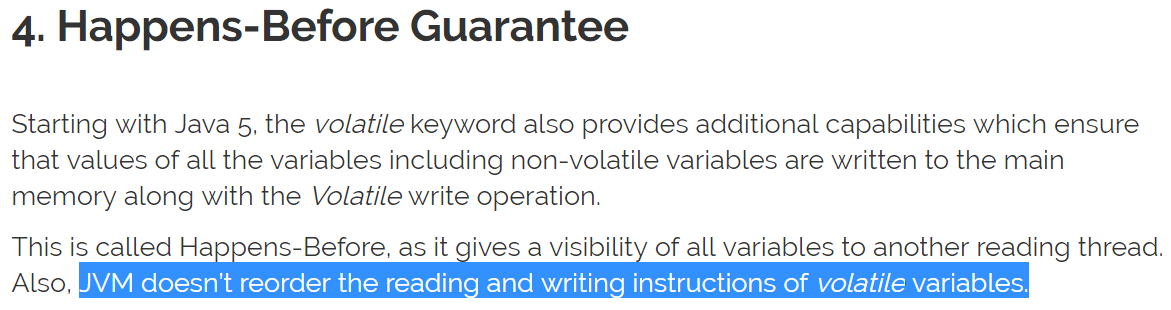 4. Happens-Before Guarantee
Starting with Java 5, the volatile keyword also provides additional capabilities which ensure
that values of all the variables including non-volatile variables are written to the main
memory along with the Volatile write operation.
This is called Happens-Before, as it gives a visibility of all variables to another reading thread.
Also, JVM doesn't reorder the reading and writing instructions of volatile variables.